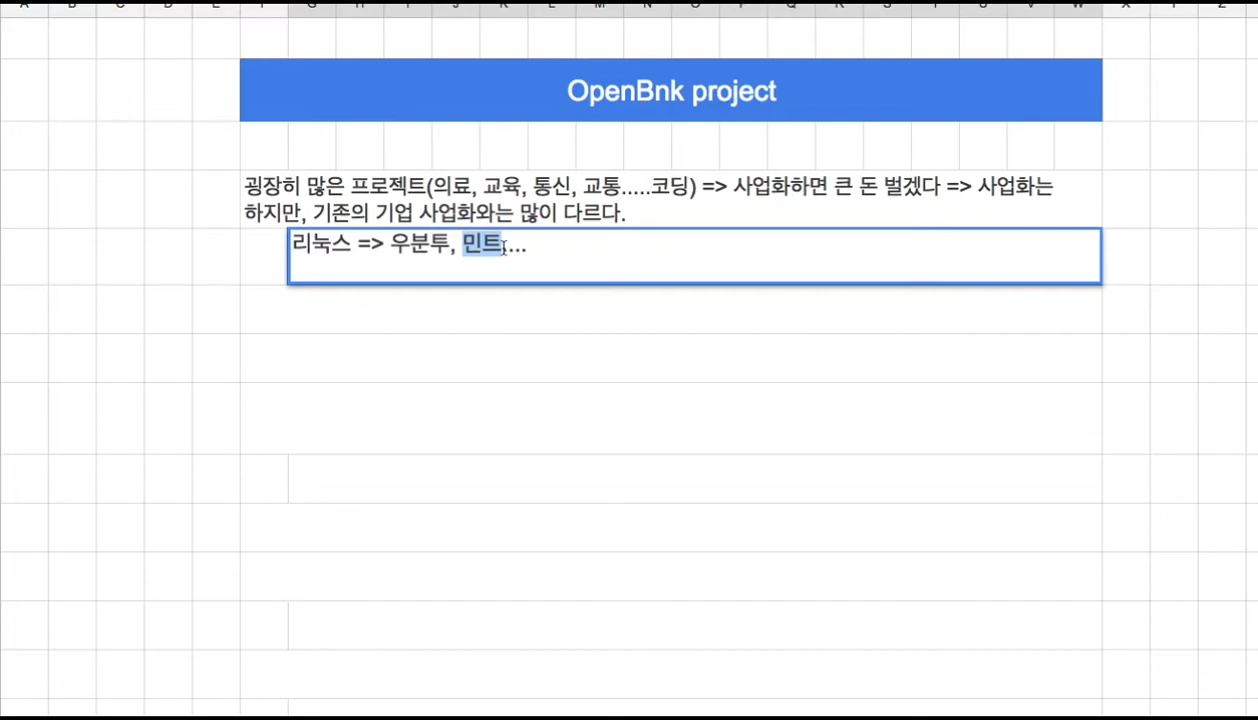 OpenBnk project
굉장히 많은 프로젝트(의료, 교육, 통신, 교통.....코딩) => 사업화하면 큰 돈 벌겠다 => 사업화는
하지만, 기존의 기업 사업화와는 많이 다르다.
리눅스 => 우분투, 민트....